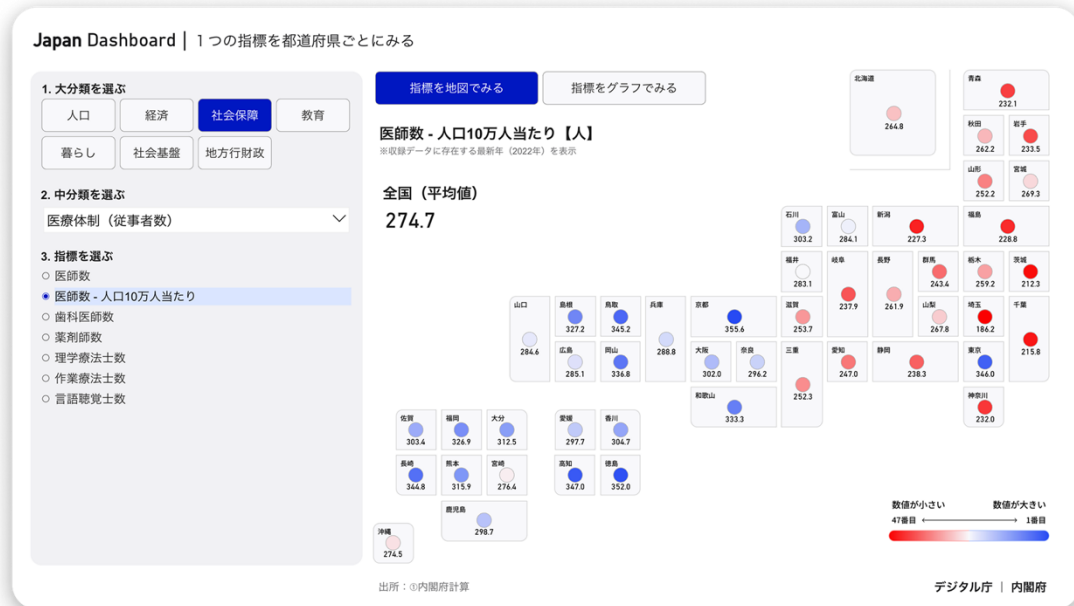 Japan Dashboard | 1つの指標を都道府県ごとにみる
1. 大分類を選ぶ
人口
経済
社会保障
教育
暮らし
社会基盤
地方行財政
2. 中分類を選ぶ
医療体制（従事者数）
3. 指標を選ぶ
医師数
医師数 - 人口10万人当たり
歯科医師数
薬剤師数
理学療法士数
作業療法士数
言語聴覚士数
指標を地図でみる
指標をグラフでみる
医師数 - 人口10万人当たり【人】
※収録データに存在する最新年（2022年）を表示
全国（平均値）
274.7
北海道
264.8
青森
232.1
秋田
262.2
岩手
233.5
山形
252.2
宮城
269.3
石川
303.2
富山
284.1
新潟
227.3
福島
228.8
福井
283.1
岐阜
237.9
長野
261.9
群馬
243.4
栃木
259.2
茨城
212.3
山口
284.6
島根
327.2
鳥取
345.2
兵庫
288.8
京都
355.6
滋賀
253.7
山梨
267.8
埼玉
186.2
千葉
215.8
広島
285.1
岡山
336.8
大阪
302.0
奈良
296.2
三重
252.3
愛知
247.0
静岡
238.3
東京
346.0
和歌山
333.3
神奈川
232.0
佐賀
303.4
福岡
326.9
大分
312.5
愛媛
297.7
香川
304.7
長崎
344.8
熊本
315.9
宮崎
276.4
高知
347.0
徳島
352.0
鹿児島
298.7
沖縄
274.5
数値が小さい
数値が大きい
47番目
1番目
出所：①内閣府計算
デジタル庁 | 内閣府